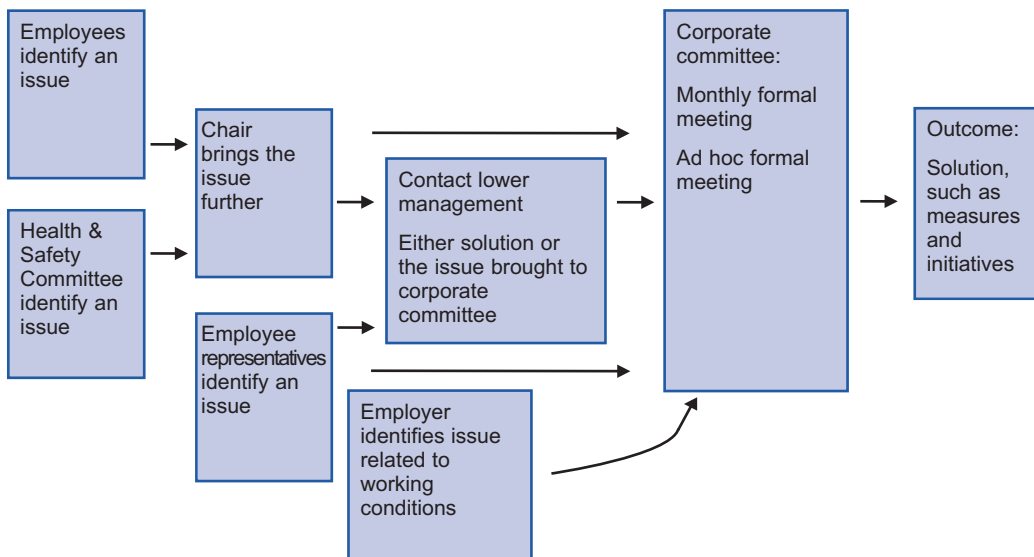 Employees
identify an
issue
Health &
Safety
Committee
identify an
issue
Chair
brings the
issue
further
Employee
representatives
identify an
issue
Contact lower
management
Either solution or
the issue brought to
corporate
committee
Employer
identifies issue
related to
working
conditions
Corporate
committee:
Monthly formal
meeting
Ad hoc formal
meeting
Outcome:
Solution,
such as
measures
and
initiatives